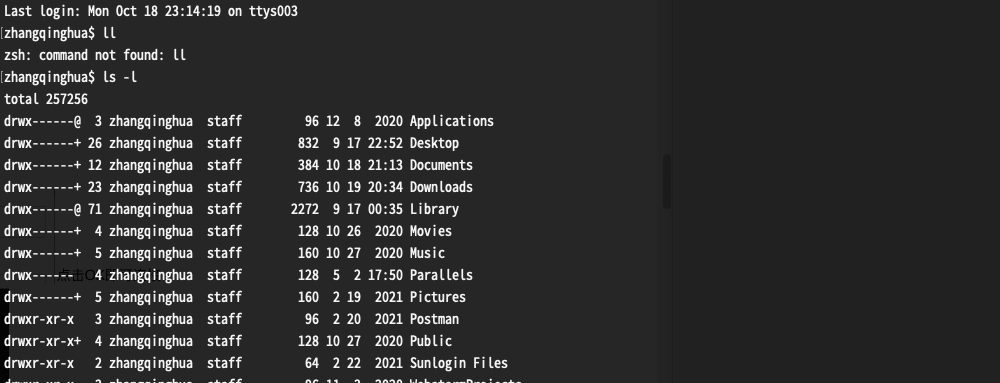 Last login: Mon Oct 18 23:14:19 on ttys003
[zhangqinghua$ ll
zsh: command not found: ll
[zhangqinghua$ ls -l
total 257256
drwx------@  3 zhangqinghua  staff         96 12  8  2020 Applications
drwx------+ 26 zhangqinghua  staff        832  9 17 22:52 Desktop
drwx------+ 12 zhangqinghua  staff        384 10 18 21:13 Documents
drwx------+ 23 zhangqinghua  staff        736 10 19 20:34 Downloads
drwx------@ 71 zhangqinghua  staff       2272  9 17 00:35 Library
drwx------+  4 zhangqinghua  staff        128 10 26  2020 Movies
drwx------+  5 zhangqinghua  staff        160 10 27  2020 Music
drwx------   4 zhangqinghua  staff        128  5  2 17:50 Parallels
drwx------+  5 zhangqinghua  staff        160  2 19  2021 Pictures
drwxr-xr-x   3 zhangqinghua  staff         96  2 20  2021 Postman
drwxr-xr-x+  4 zhangqinghua  staff        128 10 27  2020 Public
drwxr-xr-x   2 zhangqinghua  staff         64  2 22  2021 Sunlogin Files